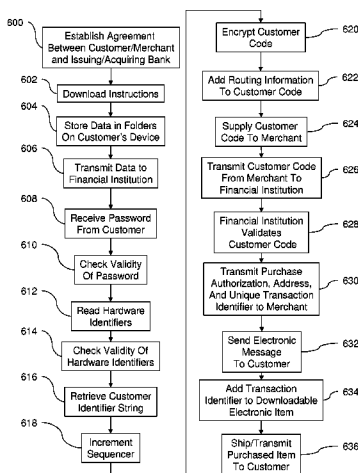 600
Establish Agreement
Between Customer/Merchant
and Issuing/Acquiring Bank
602
Download Instructions
604
Store Data in Folders
On Customer's Device
606
Transmit Data to
Financial Institution
608
Receive Password
From Customer
610
Check Validity
Of Password
612
Read Hardware
Identifiers
614
Check Validity Of
Hardware Identifiers
616
Retrieve Customer
Identifier String
618
Increment
Sequencer
Encrypt Customer
Code
620
Add Routing Information
To Customer Code
622
Supply Customer
Code To Merchant
624
Transmit Customer Code
From Merchant To
Financial Institution
626
Financial Institution
Validates
Customer Code
628
Transmit Purchase
Authorization, Address,
And Unique Transaction
Identifier to Merchant
630
Send Electronic
Message
To Customer
632
Add Transaction
Identifier to Downloadable
Electronic Item
634
Ship/Transmit
Purchased Item
To Customer
636